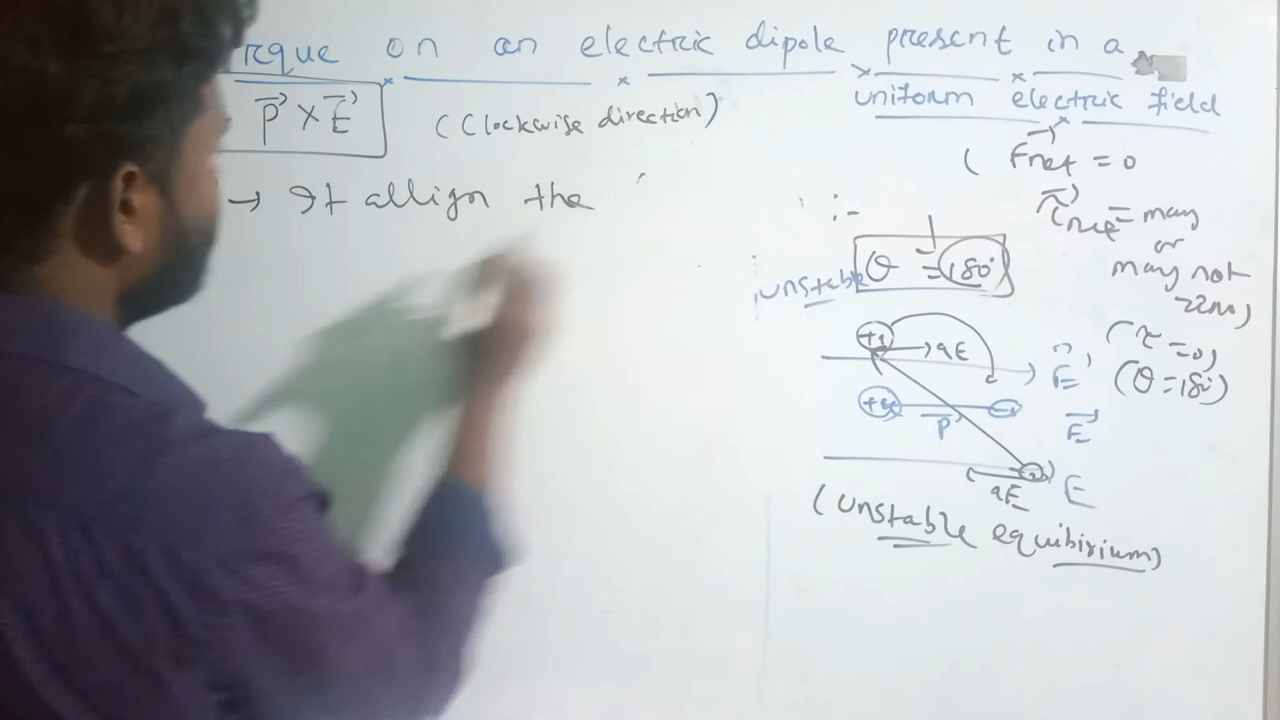 rque on an electric dipole present in a
uniform electric field
P × E (Clockwise direction)
( Fnet = 0
τnet = may
or
may not
zero)
→ It allign the
:-
θ = 180°
unstable
+q → qE
E
(τ = 0)
(θ = 180°)
+q
P
E
qE
E
(unstable equibirium)